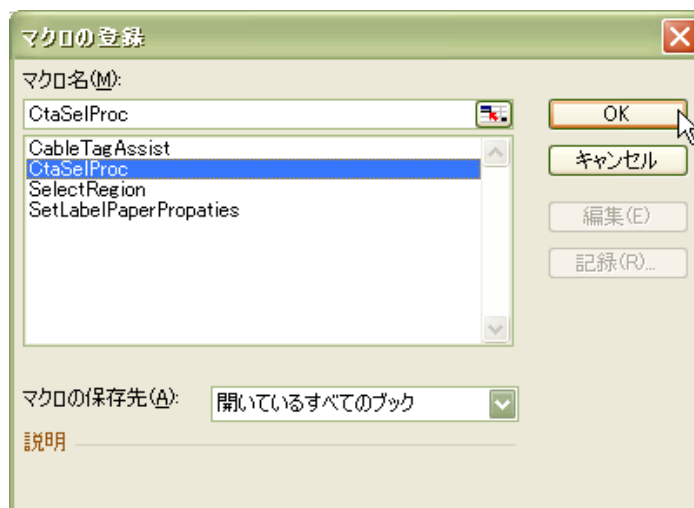 マクロの登録
マクロ名(M):
CtaSelProc
OK
CableTagAssist
CtaSelProc
SelectRegion
SetLabelPaperPropaties
キャンセル
編集(E)
記録(R)...
マクロの保存先(A):
開いているすべてのブック
説明